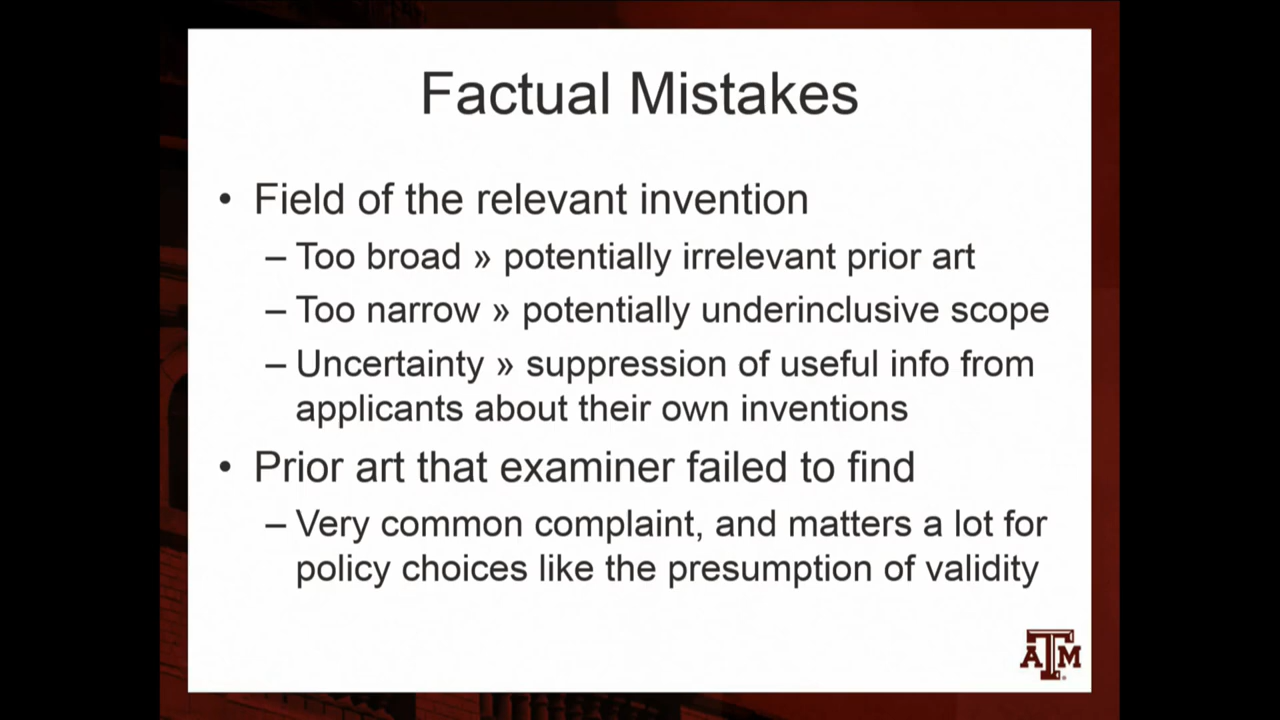 Factual Mistakes
• Field of the relevant invention
– Too broad » potentially irrelevant prior art
– Too narrow » potentially underinclusive scope
– Uncertainty » suppression of useful info from
applicants about their own inventions
• Prior art that examiner failed to find
– Very common complaint, and matters a lot for
policy choices like the presumption of validity
ATM